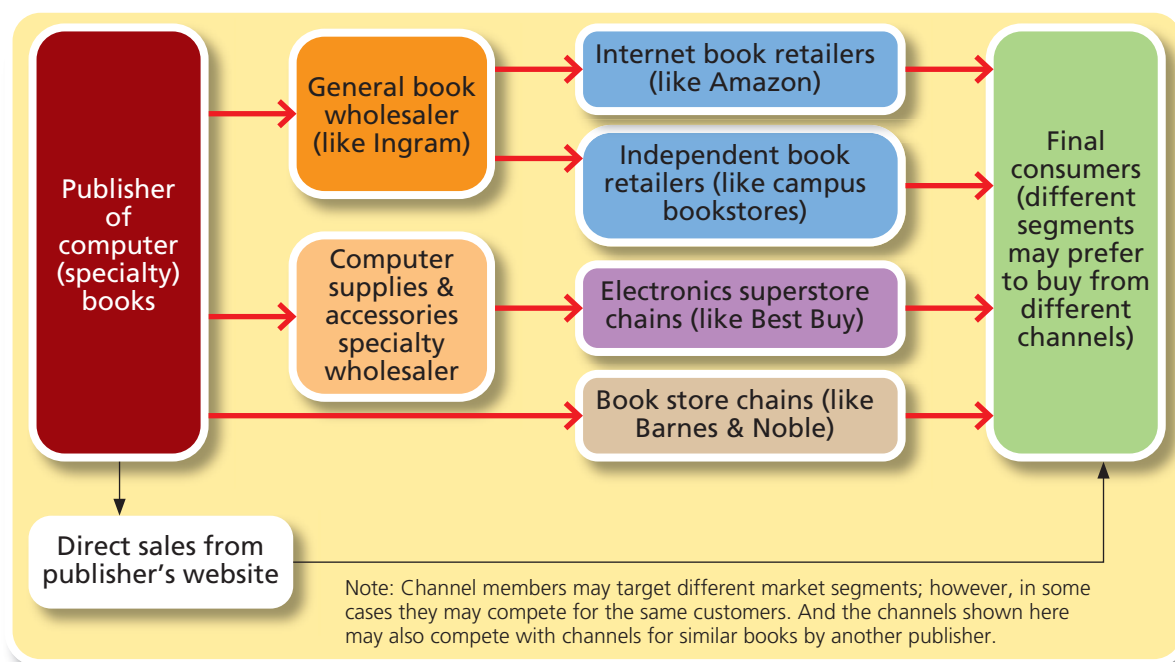 Publisher
of
computer
(specialty)
books
General book
wholesaler
(like Ingram)
Computer
supplies &
accessories
specialty
wholesaler
Internet book retailers
(like Amazon)
Independent book
retailers (like campus
bookstores)
Electronics superstore
chains (like Best Buy)
Book store chains (like
Barnes & Noble)
Final
consumers
(different
segments
may prefer
to buy from
different
channels)
Direct sales from
publisher’s website
Note: Channel members may target different market segments; however, in some
cases they may compete for the same customers. And the channels shown here
may also compete with channels for similar books by another publisher.